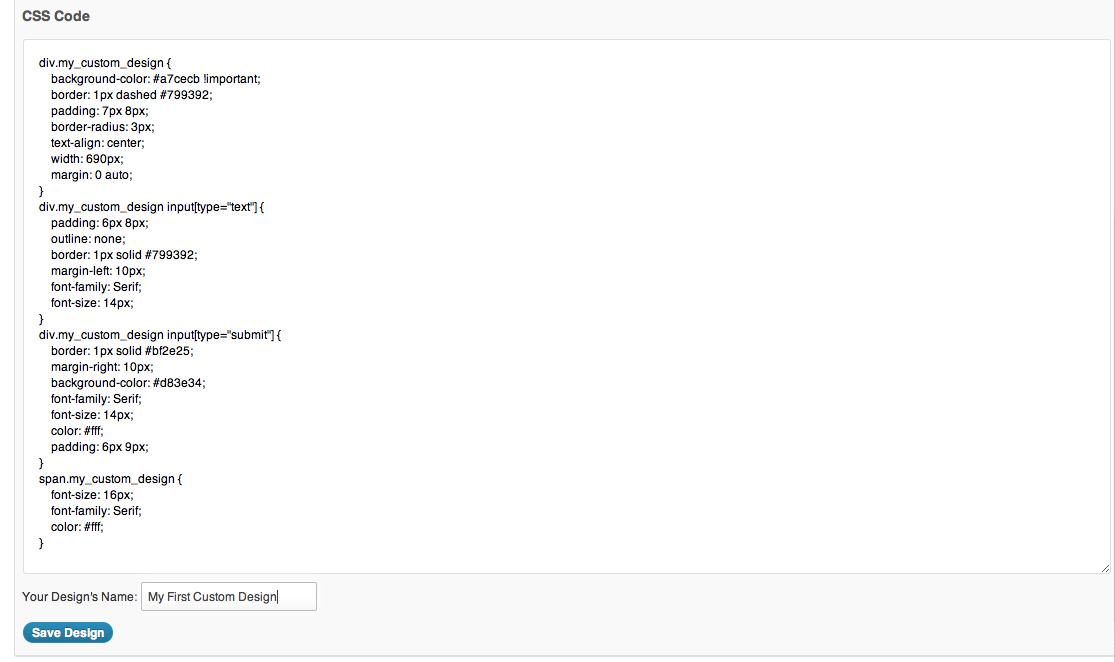 CSS Code
div.my_custom_design {
background-color: #a7cecb !important;
border: 1px dashed #799392;
padding: 7px 8px;
border-radius: 3px;
text-align: center;
width: 690px;
margin: 0 auto;
}
div.my_custom_design input[type="text"] {
padding: 6px 8px;
outline: none;
border: 1px solid #799392;
margin-left: 10px;
font-family: Serif;
font-size: 14px;
}
div.my_custom_design input[type="submit"] {
border: 1px solid #bf2e25;
margin-right: 10px;
background-color: #d83e34;
font-family: Serif;
font-size: 14px;
color: #fff;
padding: 6px 9px;
}
span.my_custom_design {
font-size: 16px;
font-family: Serif;
color: #fff;
}
Your Design's Name: My First Custom Design
Save Design